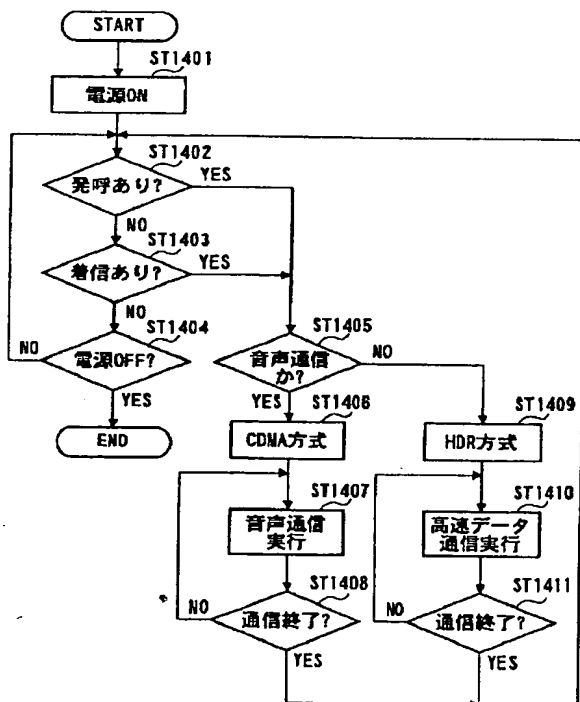 START
ST1401
電源ON
ST1402
発呼あり?
YES
NO
ST1403
着信あり?
YES
NO
ST1404
電源OFF?
NO
YES
END
ST1405
音声通信
か?
NO
YES
ST1406
CDMA方式
ST1409
HDR方式
ST1407
音声通信
実行
ST1410
高速データ
通信実行
ST1408
通信終了?
NO
YES
ST1411
通信終了?
NO
YES